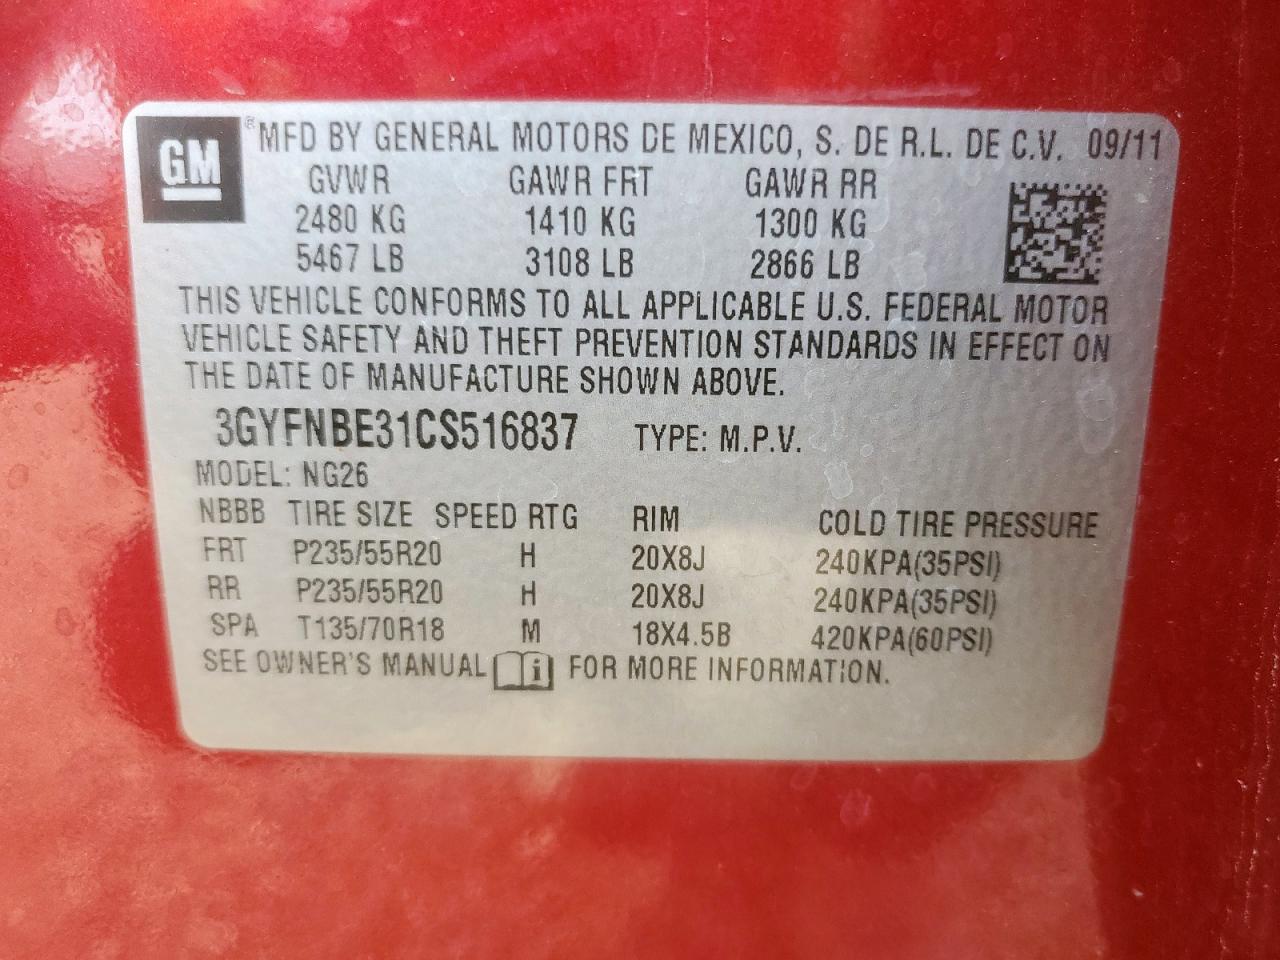 GM ® MFD BY GENERAL MOTORS DE MEXICO, S. DE R.L. DE C.V. 09/11
GVWR GAWR FRT GAWR RR
2480 KG 1410 KG 1300 KG
5467 LB 3108 LB 2866 LB
THIS VEHICLE CONFORMS TO ALL APPLICABLE U.S. FEDERAL MOTOR
VEHICLE SAFETY AND THEFT PREVENTION STANDARDS IN EFFECT ON
THE DATE OF MANUFACTURE SHOWN ABOVE.
3GYFNBE31CS516837 TYPE: M.P.V.
MODEL: NG26
NBBB TIRE SIZE SPEED RTG RIM COLD TIRE PRESSURE
FRT P235/55R20 H 20X8J 240KPA(35PSI)
RR P235/55R20 H 20X8J 240KPA(35PSI)
SPA T135/70R18 M 18X4.5B 420KPA(60PSI)
SEE OWNER'S MANUAL i FOR MORE INFORMATION.